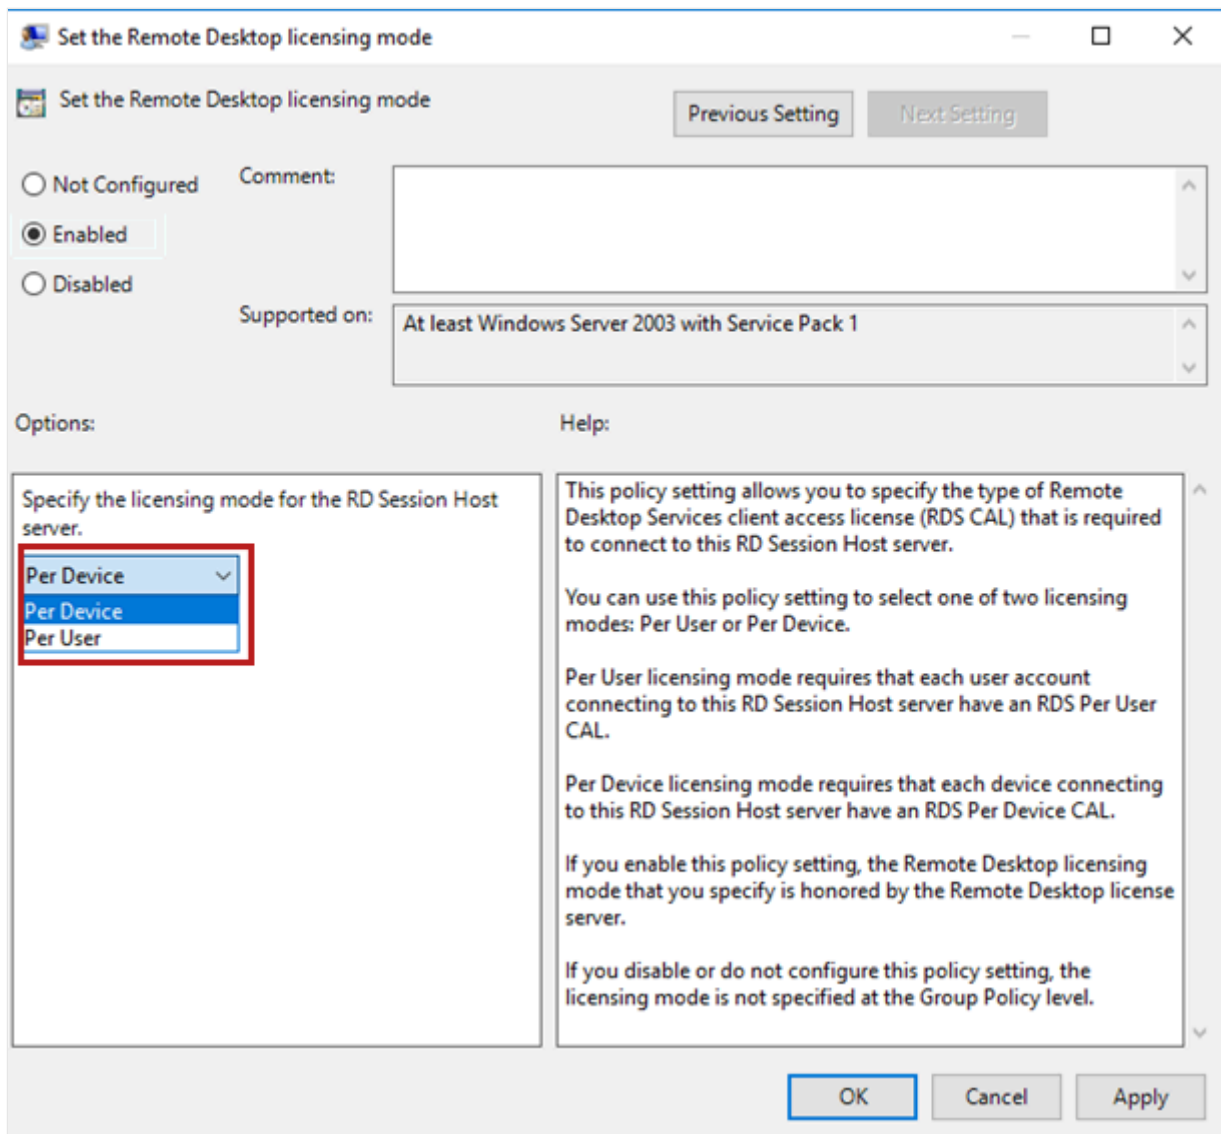 Set the Remote Desktop licensing mode
Set the Remote Desktop licensing mode
Previous Setting
Next Setting
Not Configured
Comment:
Enabled
Disabled
Supported on:
At least Windows Server 2003 with Service Pack 1
Options:
Help:
Specify the licensing mode for the RD Session Host
server.
Per Device
Per Device
Per User
This policy setting allows you to specify the type of Remote
Desktop Services client access license (RDS CAL) that is required
to connect to this RD Session Host server.
You can use this policy setting to select one of two licensing
modes: Per User or Per Device.
Per User licensing mode requires that each user account
connecting to this RD Session Host server have an RDS Per User
CAL.
Per Device licensing mode requires that each device connecting
to this RD Session Host server have an RDS Per Device CAL.
If you enable this policy setting, the Remote Desktop licensing
mode that you specify is honored by the Remote Desktop license
server.
If you disable or do not configure this policy setting, the
licensing mode is not specified at the Group Policy level.
OK
Cancel
Apply